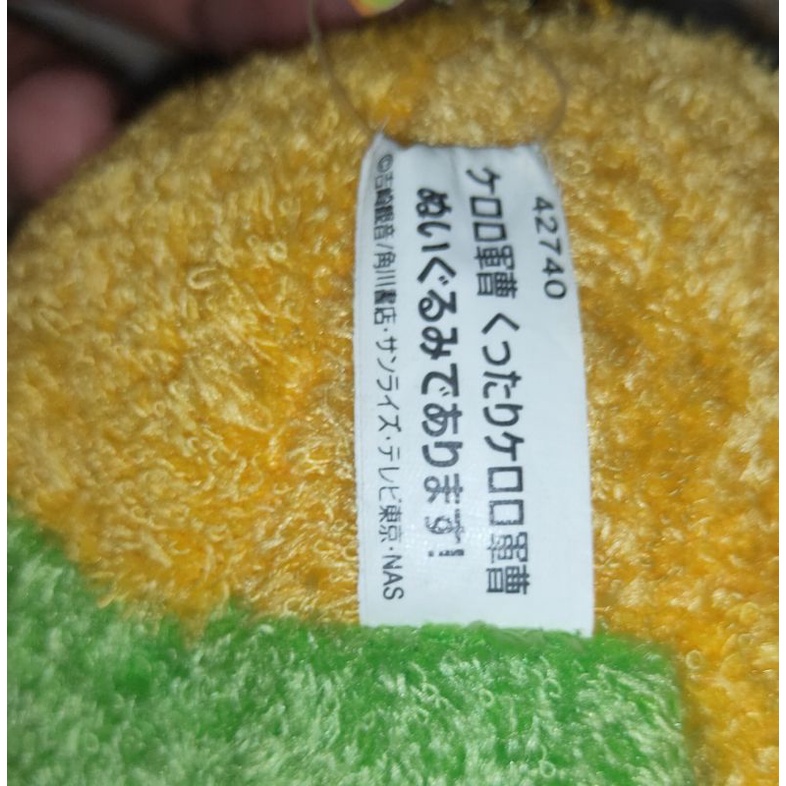 42740
ケロロ軍曹 くったりケロロ軍曹
ぬいぐるみであります!
©吉崎観音/角川書店・サンライズ・テレビ東京・NAS